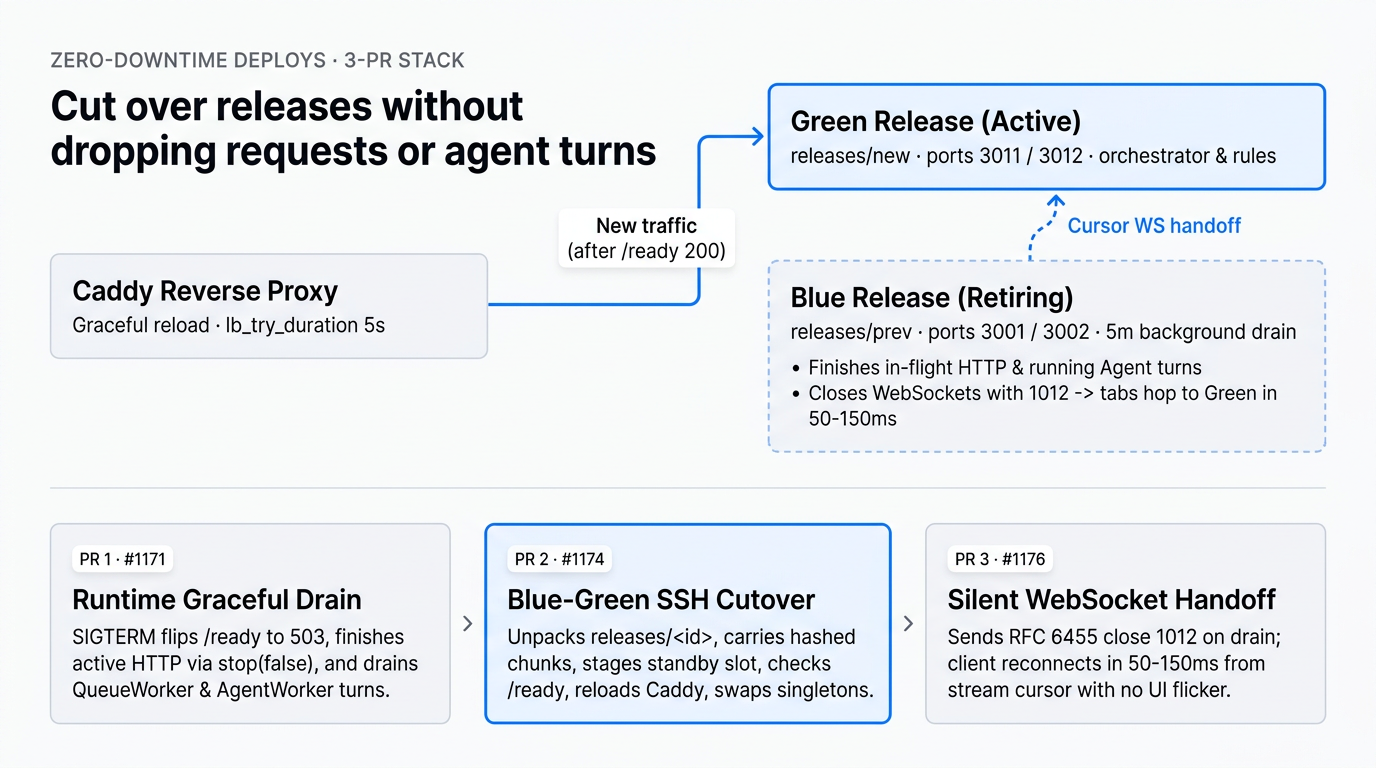 ZERO-DOWNTIME DEPLOYS · 3-PR STACK
Cut over releases without
dropping requests or agent turns
Green Release (Active)
releases/new · ports 3011 / 3012 · orchestrator & rules
New traffic
(after /ready 200)
Cursor WS handoff
Caddy Reverse Proxy
Graceful reload · lb_try_duration 5s
Blue Release (Retiring)
releases/prev · ports 3001 / 3002 · 5m background drain
• Finishes in-flight HTTP & running Agent turns
• Closes WebSockets with 1012 -> tabs hop to Green in
50-150ms
PR 1 · #1171
Runtime Graceful Drain
SIGTERM flips /ready to 503, finishes
active HTTP via stop(false), and drains
QueueWorker & AgentWorker turns.
PR 2 · #1174
Blue-Green SSH Cutover
Unpacks releases/<id>, carries hashed
chunks, stages standby slot, checks
/ready, reloads Caddy, swaps singletons.
PR 3 · #1176
Silent WebSocket Handoff
Sends RFC 6455 close 1012 on drain;
client reconnects in 50-150ms from
stream cursor with no UI flicker.